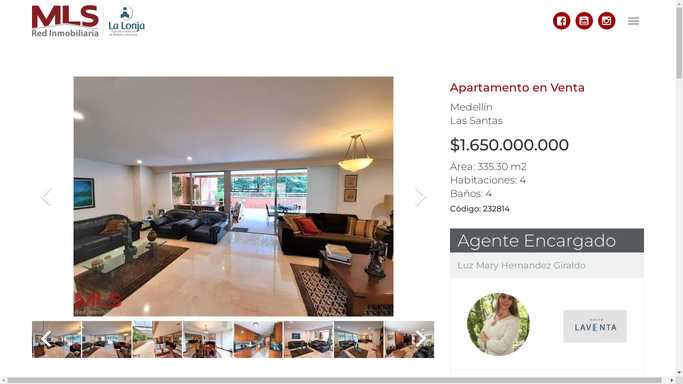 MLS
Red Inmobiliaria
La Lonja
Apartamento en Venta
Medellín
Las Santas
$1.650.000.000
Área: 335.30 m2
Habitaciones: 4
Baños: 4
Código: 232814
Agente Encargado
Luz Mary Hernandez Giraldo
MLS
LAVENTA